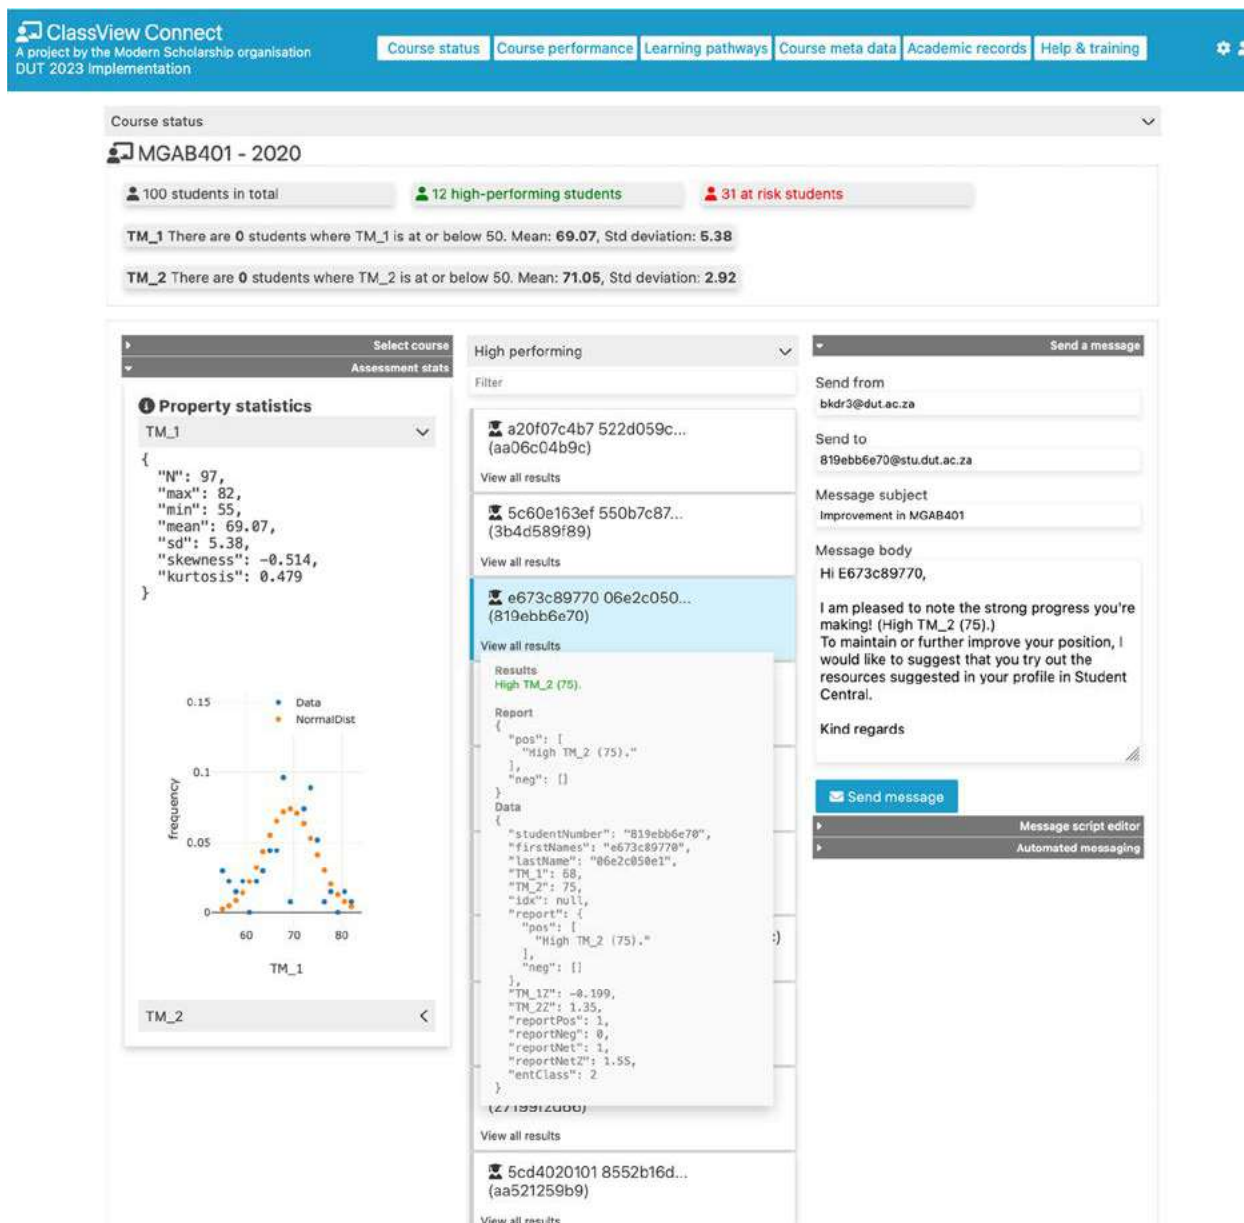 ClassView Connect
A project by the Modern Scholarship organisation
DUT 2023 Implementation
Course status Course performance Learning pathways Course meta data Academic records Help & training
Course status
MGAB401 - 2020
100 students in total
12 high-performing students
31 at risk students
TM_1 There are 0 students where TM_1 is at or below 50. Mean: 69.07, Std deviation: 5.38
TM_2 There are 0 students where TM_2 is at or below 50. Mean: 71.05, Std deviation: 2.92
Select course
Assessment stats
Property statistics
TM_1
{
"N": 97,
"max": 82,
"min": 55,
"mean": 69.07,
"sd": 5.38,
"skewness": -0.514,
"kurtosis": 0.479
}
0.15
Data
NormalDist
0.1
frequency
0.05
0
60 70 80
TM_1
TM_2
High performing
Filter
a20f07c4b7 522d059c...
(aa06c04b9c)
View all results
5c60e163ef 550b7c87...
(3b4d589f89)
View all results
e673c89770 06e2c050...
(819ebb6e70)
View all results
Results
High TM_2 (75).
Report
{
"pos": [
"High TM_2 (75)."
],
"neg": []
}
Data
{
"studentNumber": "819ebb6e70",
"firstNames": "e673c89770",
"lastName": "06e2c050e1",
"TM_1": 68,
"TM_2": 75,
"idx": null,
"report": {
"pos": [
"High TM_2 (75)."
],
"neg": []
},
"TM_1Z": -0.199,
"TM_2Z": 1.35,
"reportPos": 1,
"reportNeg": 0,
"reportNet": 1,
"reportNetZ": 1.55,
"entClass": 2
}
View all results
5cd4020101 8552b16d...
(aa521259b9)
View all results
Send a message
Send from
bkdr3@dut.ac.za
Send to
819ebb6e70@stu.dut.ac.za
Message subject
Improvement in MGAB401
Message body
Hi E673c89770,
I am pleased to note the strong progress you're
making! (High TM_2 (75).)
To maintain or further improve your position, I
would like to suggest that you try out the
resources suggested in your profile in Student
Central.
Kind regards
Send message
Message script editor
Automated messaging